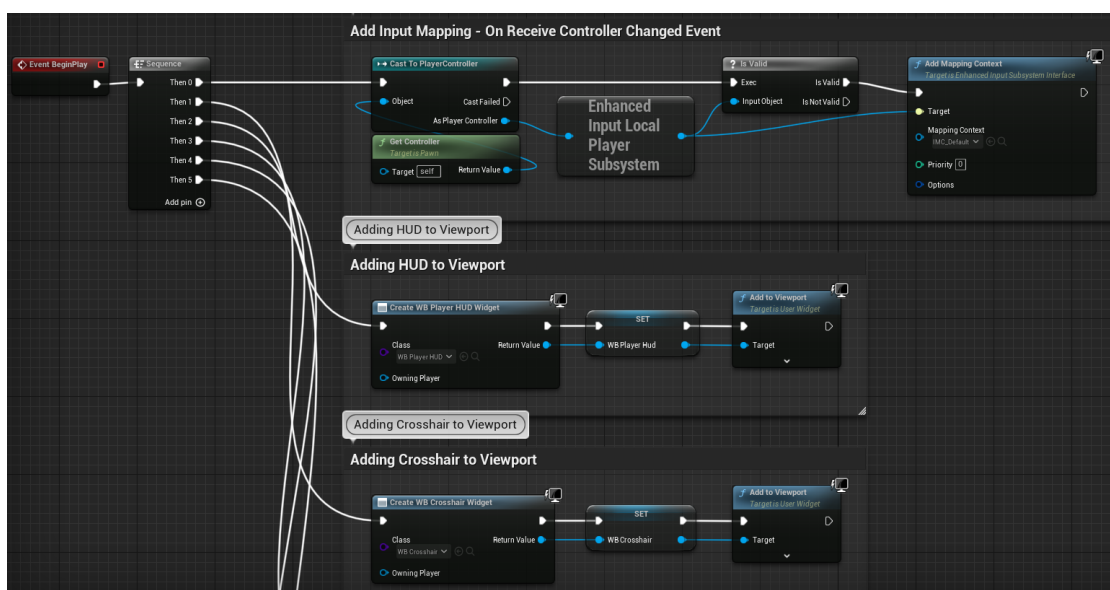 Add Input Mapping - On Receive Controller Changed Event
Event BeginPlay
Sequence
Then 0
Then 1
Then 2
Then 3
Then 4
Then 5
Add pin
Cast To PlayerController
Object
Cast Failed
As Player Controller
Get Controller
Target is Pawn
Target self
Return Value
Enhanced
Input Local
Player
Subsystem
? Is Valid
Exec
Is Valid
Input Object
Is Not Valid
Add Mapping Context
Target is Enhanced Input Subsystem Interface
Target
Mapping Context
IMC_Default
Priority 0
Options
Adding HUD to Viewport
Adding HUD to Viewport
Create WB Player HUD Widget
Class
Return Value
WB Player HUD
Owning Player
SET
WB Player Hud
Add to Viewport
Target is User Widget
Target
Adding Crosshair to Viewport
Adding Crosshair to Viewport
Create WB Crosshair Widget
Class
Return Value
WB Crosshair
Owning Player
SET
WB Crosshair
Add to Viewport
Target is User Widget
Target